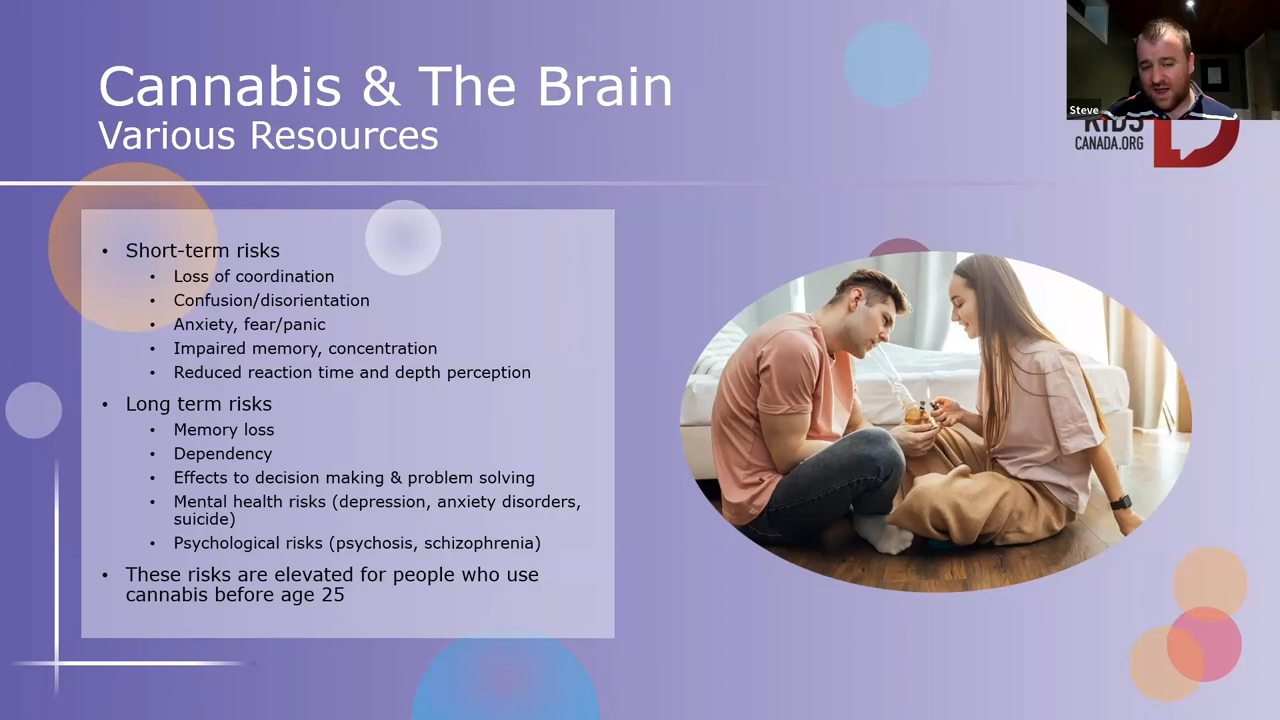 Cannabis & The Brain
Various Resources
Steve
KIDS
CANADA.ORG
• Short-term risks
• Loss of coordination
• Confusion/disorientation
• Anxiety, fear/panic
• Impaired memory, concentration
• Reduced reaction time and depth perception
• Long term risks
• Memory loss
• Dependency
• Effects to decision making & problem solving
• Mental health risks (depression, anxiety disorders,
suicide)
• Psychological risks (psychosis, schizophrenia)
• These risks are elevated for people who use
cannabis before age 25